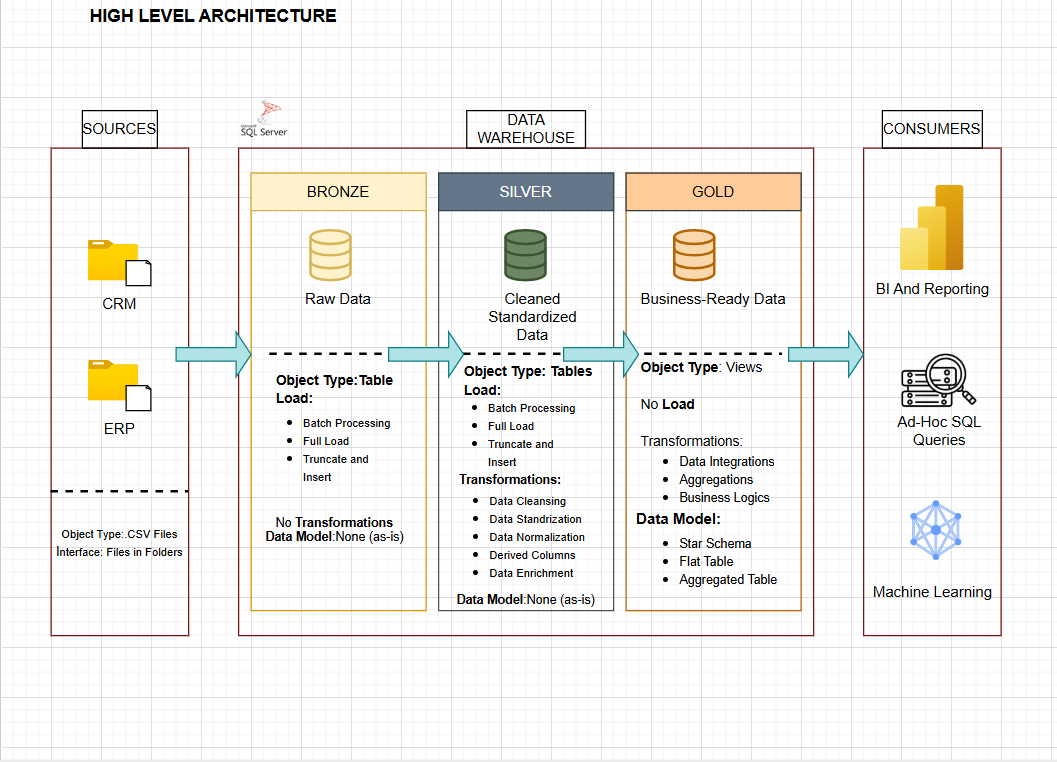 HIGH LEVEL ARCHITECTURE
SOURCES
CRM
ERP
Object Type:.CSV Files
Interface: Files in Folders
Microsoft
SQL Server
DATA
WAREHOUSE
BRONZE
Raw Data
Object Type:Table
Load:
Batch Processing
Full Load
Truncate and
Insert
No Transformations
Data Model:None (as-is)
SILVER
Cleaned
Standardized
Data
Object Type: Tables
Load:
Batch Processing
Full Load
Truncate and
Insert
Transformations:
Data Cleansing
Data Standrization
Data Normalization
Derived Columns
Data Enrichment
Data Model:None (as-is)
GOLD
Business-Ready Data
Object Type: Views
No Load
Transformations:
Data Integrations
Aggregations
Business Logics
Data Model:
Star Schema
Flat Table
Aggregated Table
CONSUMERS
BI And Reporting
Ad-Hoc SQL
Queries
Machine Learning